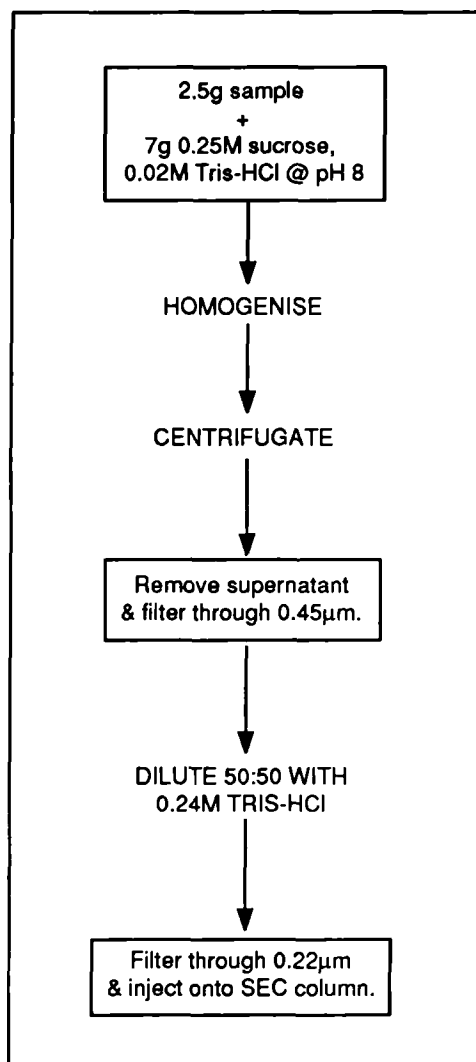 2.5g sample
+
7g 0.25M sucrose,
0.02M Tris-HCl @ pH 8
HOMOGENISE
CENTRIFUGATE
Remove supernatant
& filter through 0.45µm.
DILUTE 50:50 WITH
0.24M TRIS-HCl
Filter through 0.22µm
& inject onto SEC column.